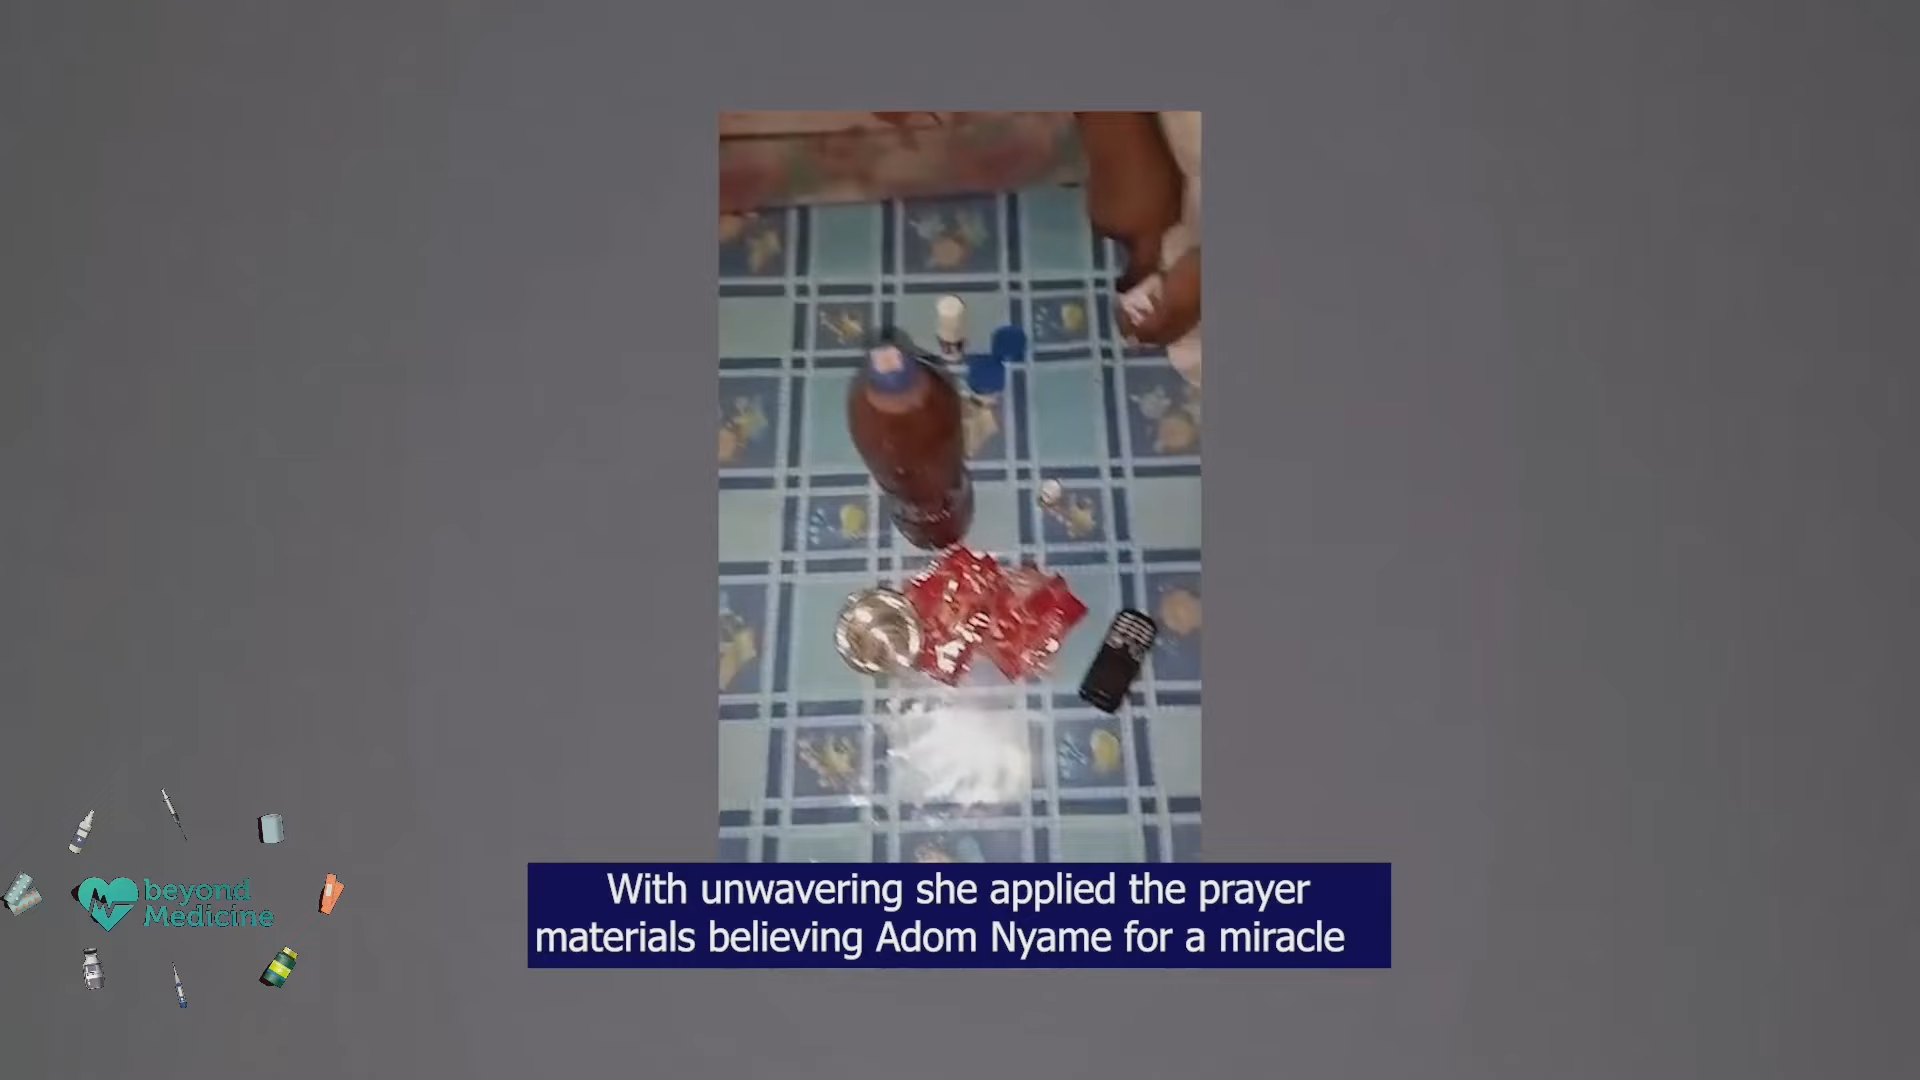 beyond
Medicine
With unwavering she applied the prayer
materials believing Adom Nyame for a miracle